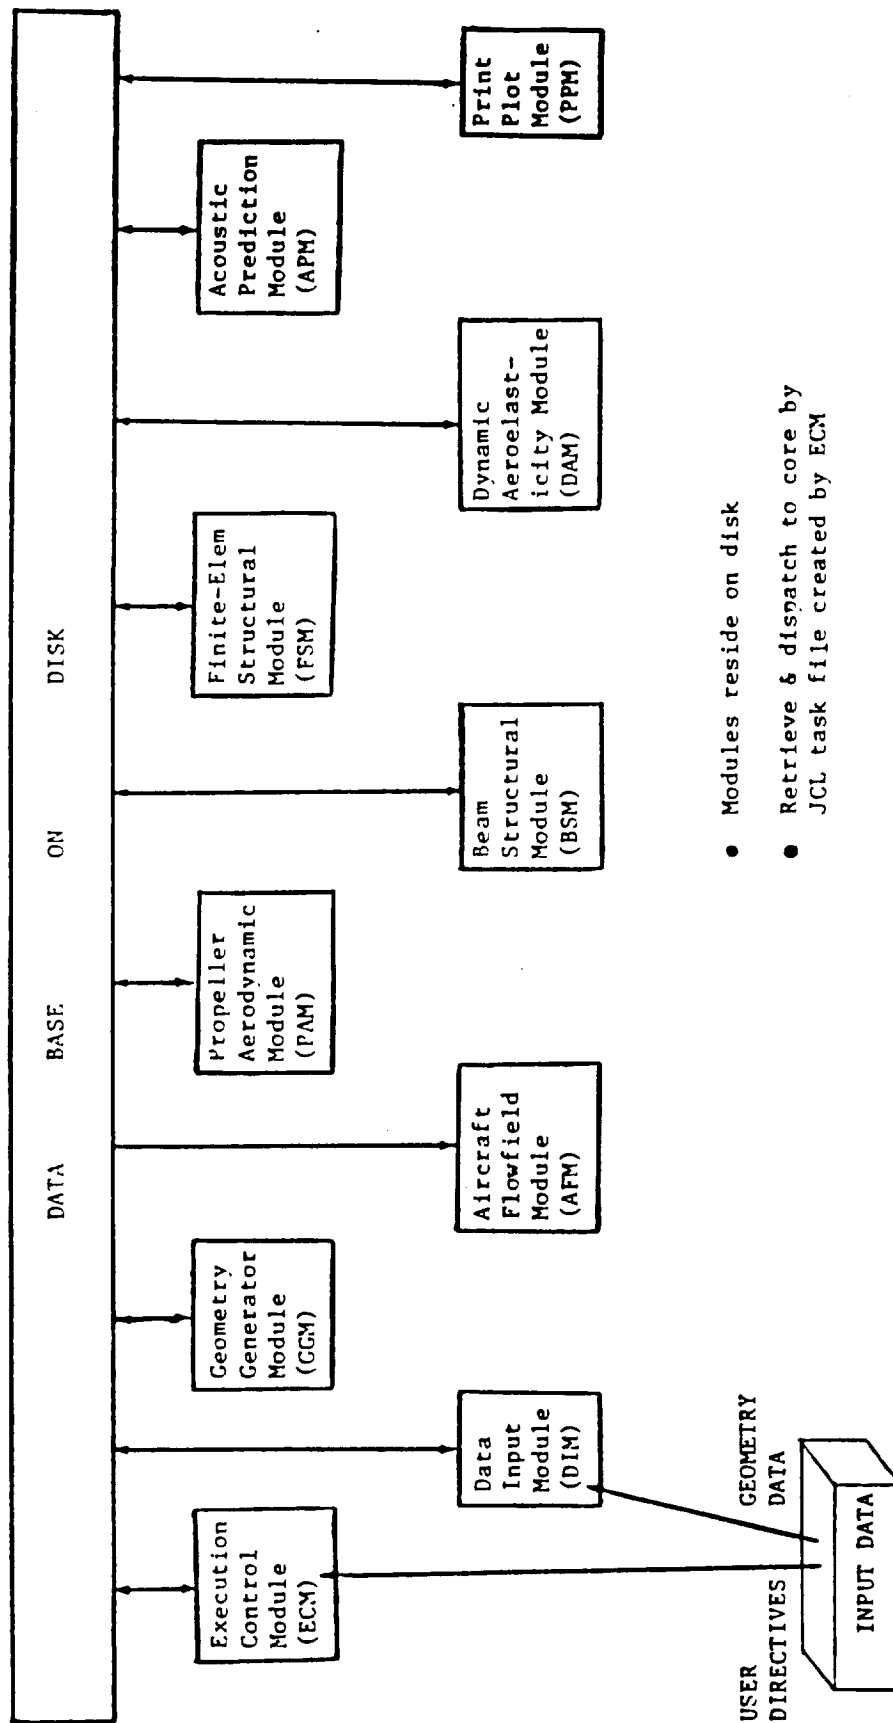 DATA BASE ON DISK
Execution
Control
Module
(ECM)
Data
Input
Module
(DIM)
Geometry
Generator
Module
(GGM)
Aircraft
Flowfield
Module
(AFM)
Propeller
Aerodynamic
Module
(PAM)
Beam
Structural
Module
(BSM)
Finite-Elem
Structural
Module
(FSM)
Dynamic
Aeroelast-
icity Module
(DAM)
Acoustic
Prediction
Module
(APM)
Print
Plot
Module
(PPM)
USER
DIRECTIVES
GEOMETRY
DATA
INPUT DATA
● Modules reside on disk
● Retrieve & dispatch to core by
JCL task file created by ECM